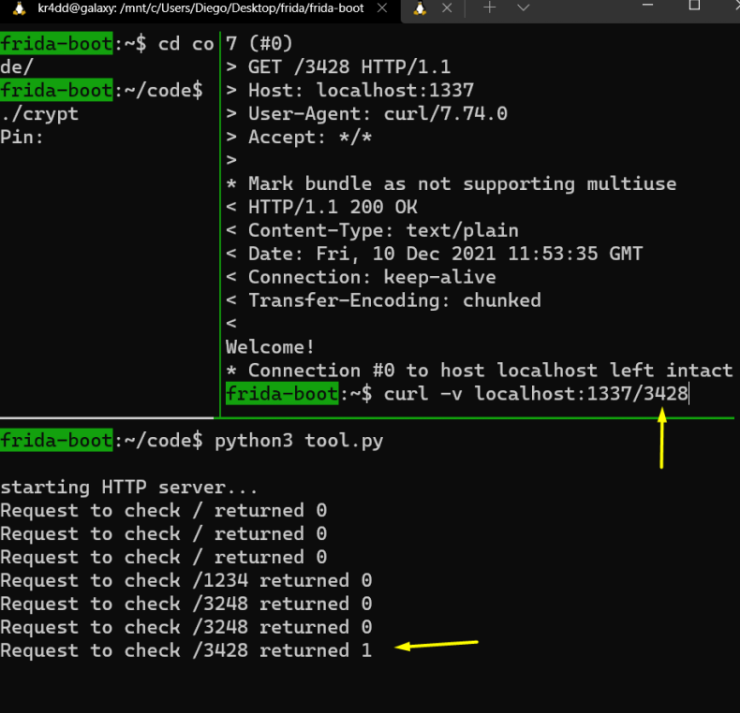 kr4dd@galaxy: /mnt/c/Users/Diego/Desktop/frida/frida-boot
frida-boot:~$ cd co
de/
frida-boot:~/code$
./crypt
Pin:
7 (#0)
> GET /3428 HTTP/1.1
> Host: localhost:1337
> User-Agent: curl/7.74.0
> Accept: */*
>
* Mark bundle as not supporting multiuse
< HTTP/1.1 200 OK
< Content-Type: text/plain
< Date: Fri, 10 Dec 2021 11:53:35 GMT
< Connection: keep-alive
< Transfer-Encoding: chunked
<
Welcome!
* Connection #0 to host localhost left intact
frida-boot:~$ curl -v localhost:1337/3428
frida-boot:~/code$ python3 tool.py
starting HTTP server...
Request to check / returned 0
Request to check / returned 0
Request to check / returned 0
Request to check /1234 returned 0
Request to check /3248 returned 0
Request to check /3248 returned 0
Request to check /3428 returned 1